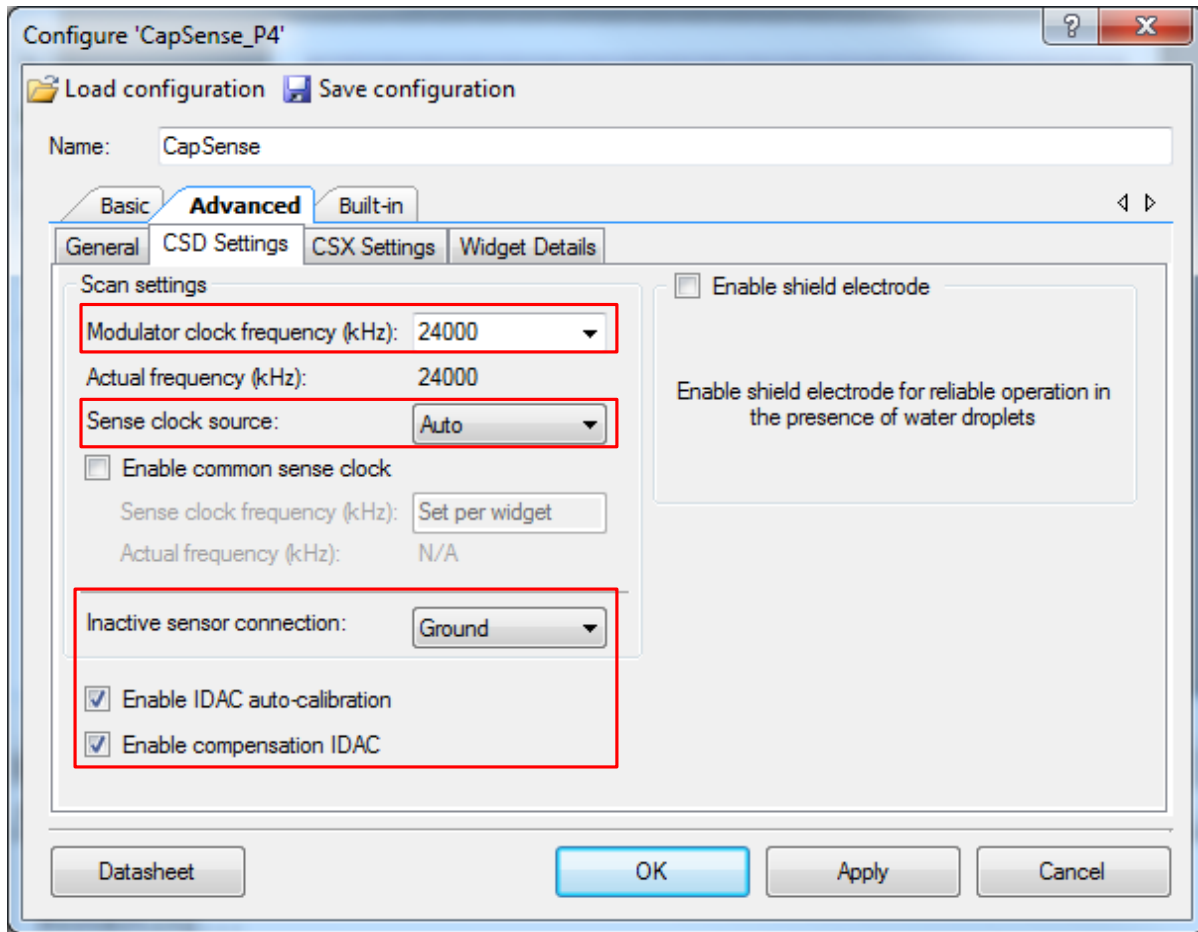 Configure 'CapSense_P4'
Load configuration Save configuration
Name: CapSense
Basic Advanced Built-in
General CSD Settings CSX Settings Widget Details
Scan settings
Modulator clock frequency (kHz): 24000
Actual frequency (kHz): 24000
Sense clock source: Auto
Enable common sense clock
Sense clock frequency (kHz): Set per widget
Actual frequency (kHz): N/A
Inactive sensor connection: Ground
Enable IDAC auto-calibration
Enable compensation IDAC
Enable shield electrode
Enable shield electrode for reliable operation in
the presence of water droplets
Datasheet OK Apply Cancel